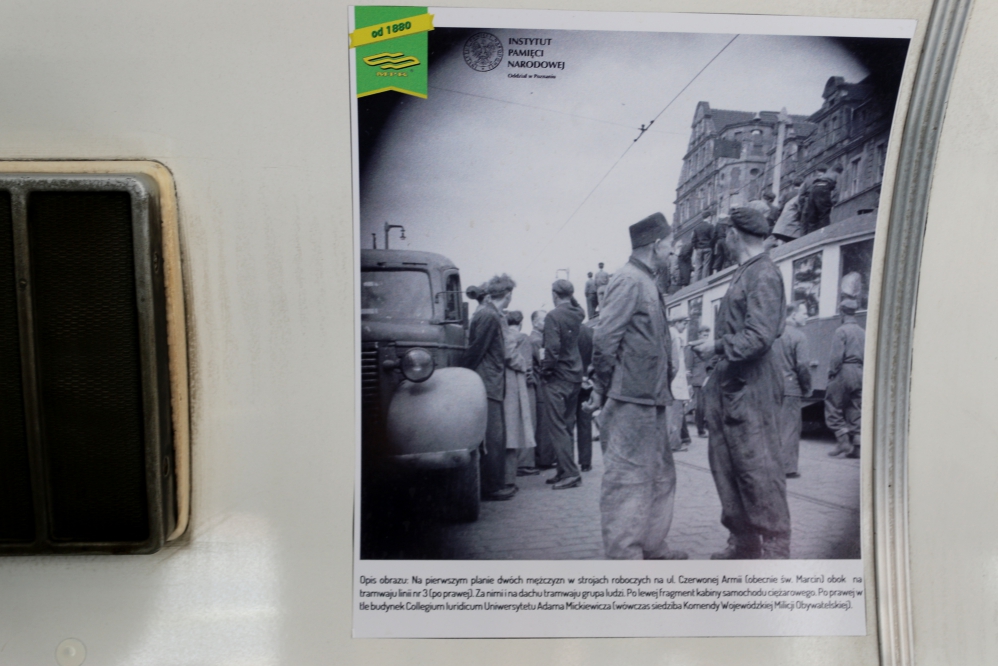 od 1880
MPK
INSTYTUT
PAMIĘCI
NARODOWEJ
Oddział w Poznaniu
Opis obrazu: Na pierwszym planie dwóch mężczyzn w strojach roboczych na ul. Czerwonej Armii (obecnie św. Marcin) obok na
tramwaju linii nr 3 (po prawej). Za nimi i na dachu tramwaju grupa ludzi. Po lewej fragment kabiny samochodu ciężarowego. Po prawej w
tle budynek Collegium Iuridicum Uniwersytetu Adama Mickiewicza (wówczas siedziba Komendy Wojewódzkiej Milicji Obywatelskiej).